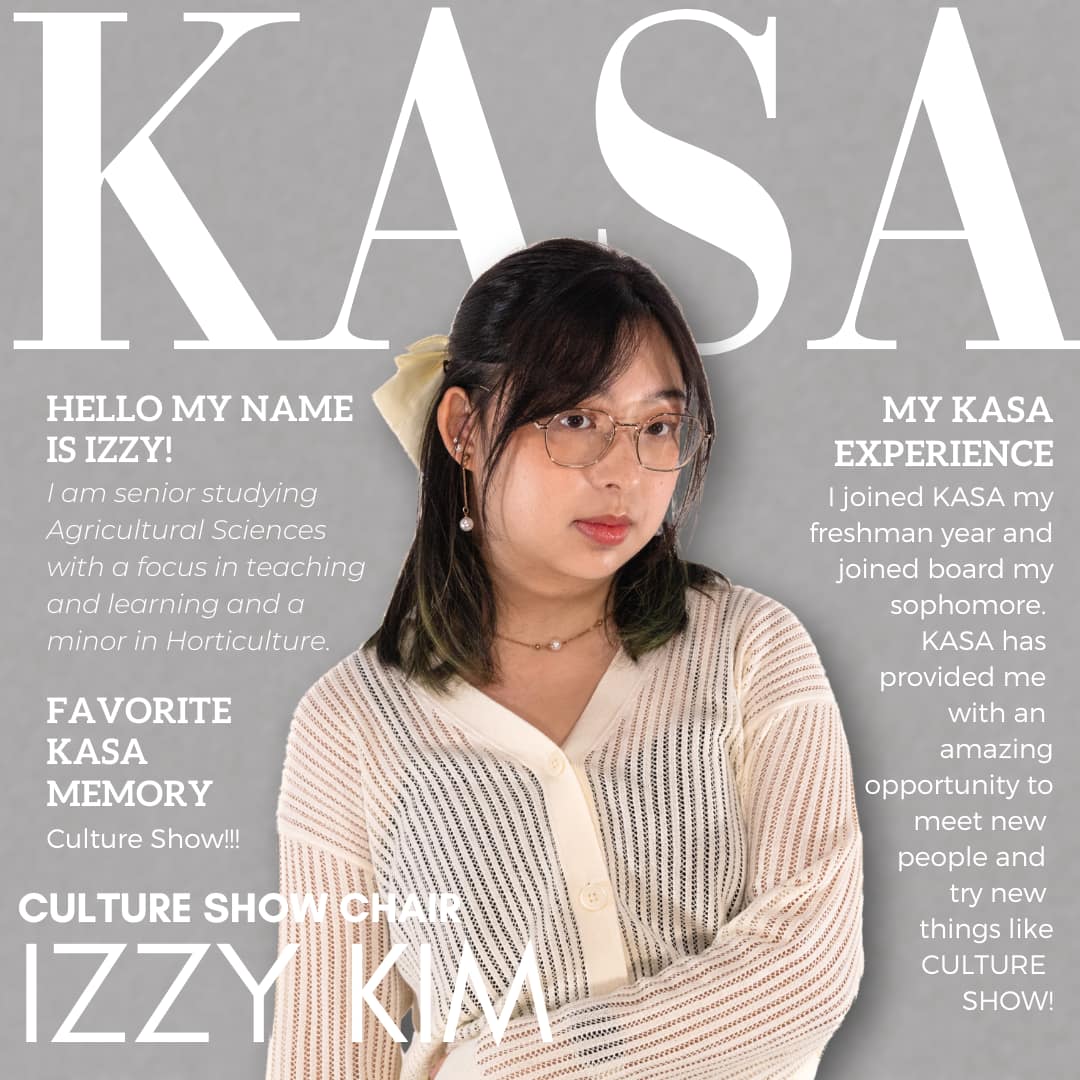 KASA
HELLO MY NAME
IS IZZY!
I am senior studying
Agricultural Sciences
with a focus in teaching
and learning and a
minor in Horticulture.
FAVORITE
KASA
MEMORY
Culture Show!!!
CULTURE SHOW CHAIR
IZZY KIM
MY KASA
EXPERIENCE
I joined KASA my
freshman year and
joined board my
sophomore.
KASA has
provided me
with an
amazing
opportunity to
meet new
people and
try new
things like
CULTURE
SHOW!